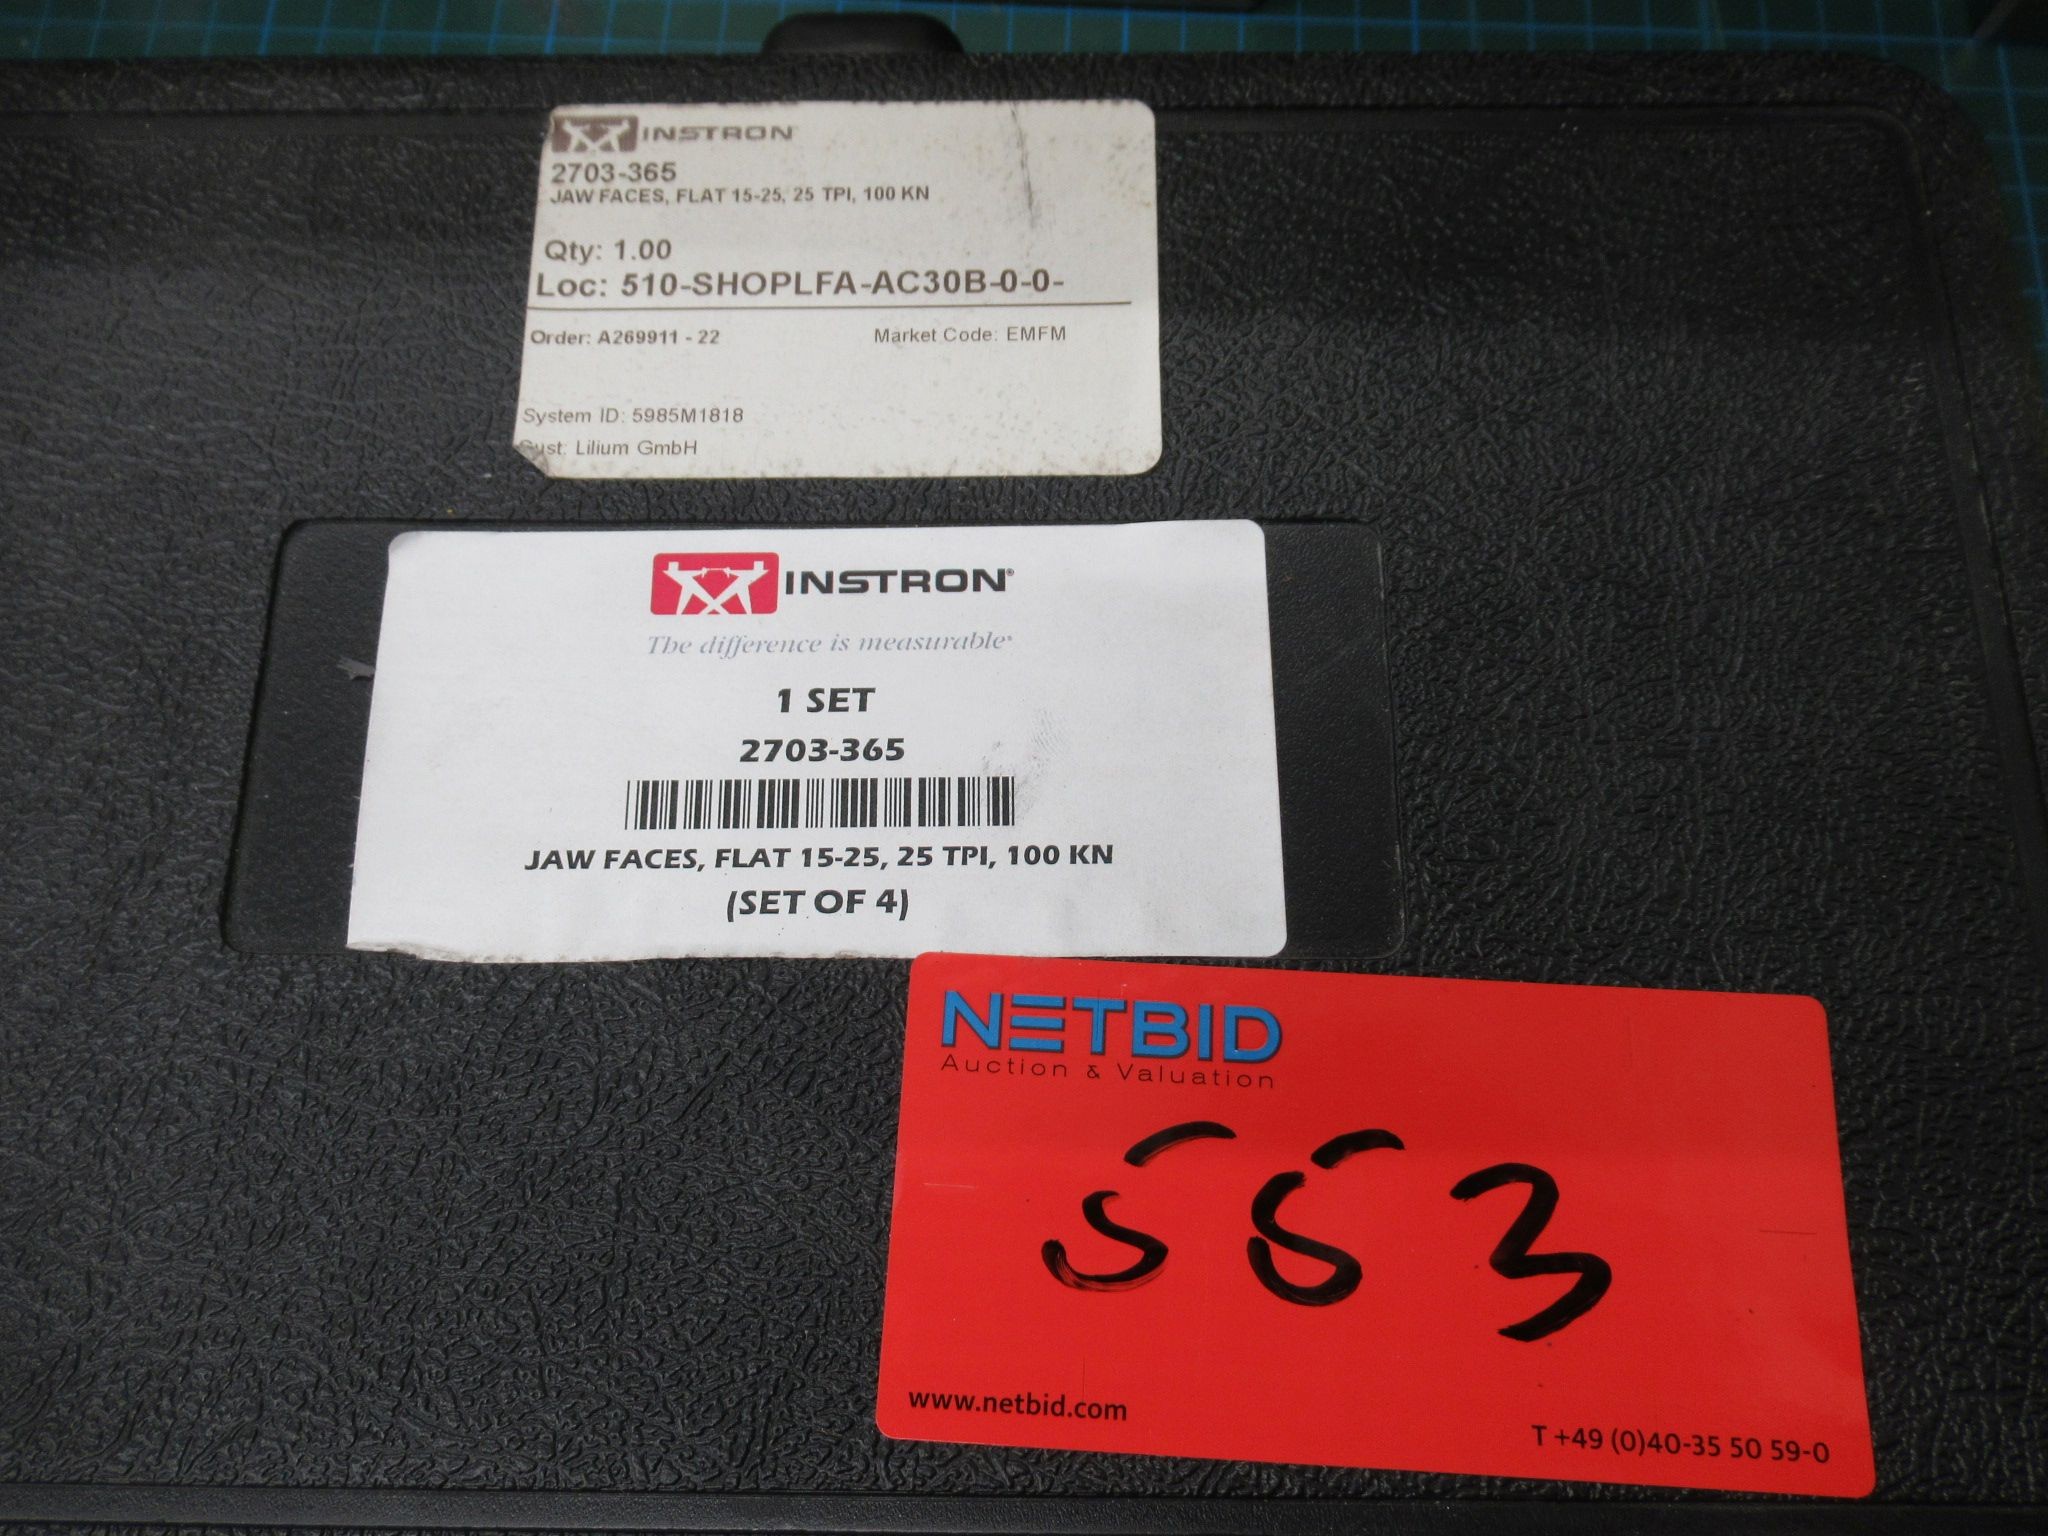 INSTRON
2703-365
JAW FACES, FLAT 15-25, 25 TPI, 100 KN
Qty: 1.00
Loc: 510-SHOPLFA-AC30B-0-0-
Order: A269911 - 22 Market Code: EMFM
System ID: 5985M1818
Cust: Lilium GmbH
INSTRON®
The difference is measurable®
1 SET
2703-365
JAW FACES, FLAT 15-25, 25 TPI, 100 KN
(SET OF 4)
NETBID
Auction & Valuation
553
www.netbid.com
T +49 (0)40-35 50 59-0